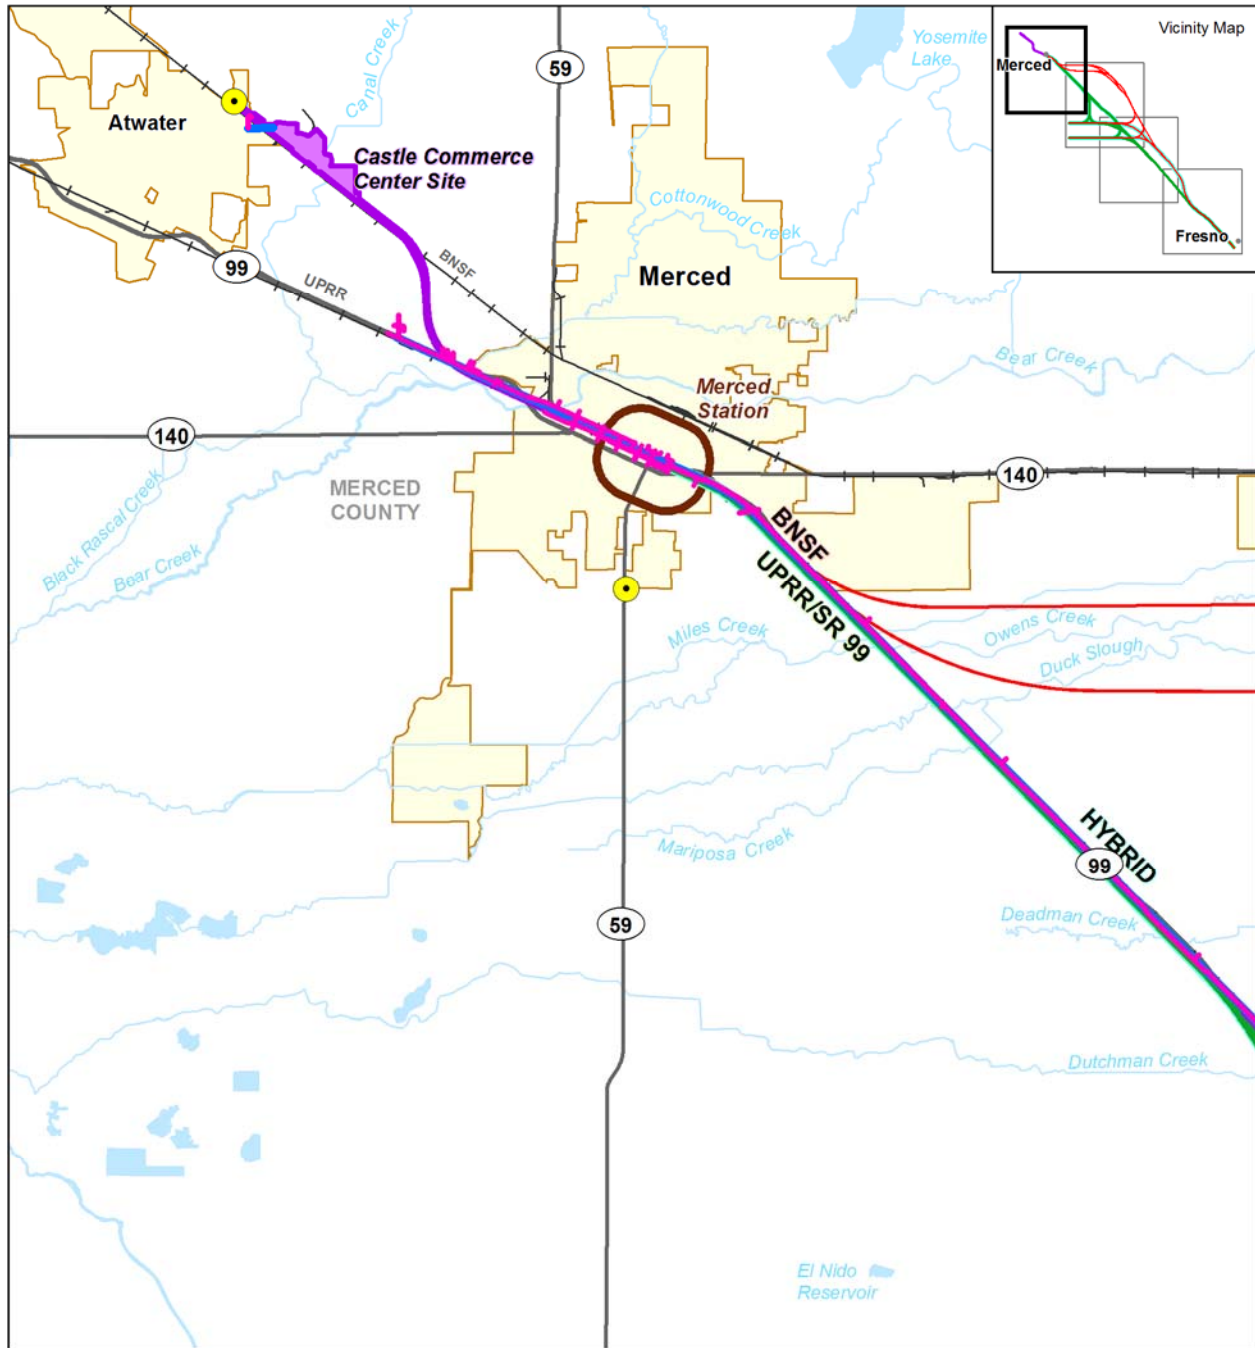 Yosemite
Lake
Vicinity Map
Merced
Fresno
59
Canal Creek
Atwater
Castle Commerce
Center Site
Cottonwood Creek
99
UPRR
BNSF
Merced
Bear Creek
Merced
Station
140
140
MERCED
COUNTY
Black Rascal Creek
Bear Creek
BNSF
UPRR/SR 99
Miles Creek
Owens Creek
Duck Slough
Mariposa Creek
HYBRID
99
59
Deadman Creek
Dutchman Creek
El Nido
Reservoir